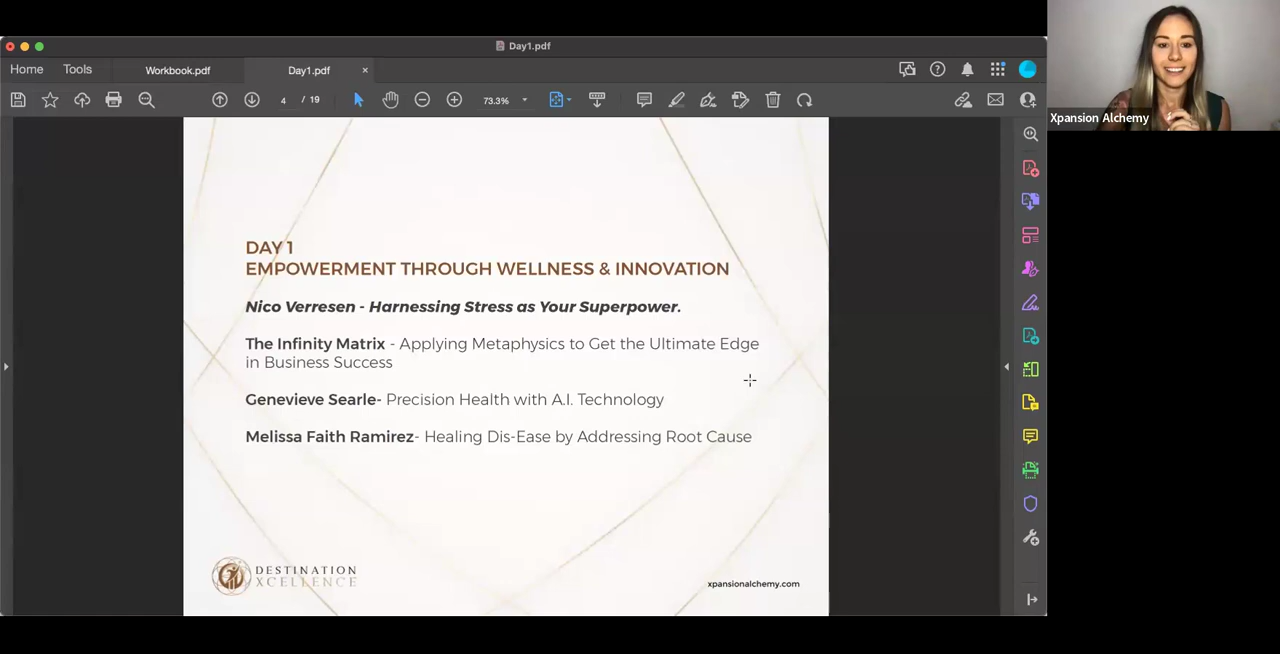 Day1.pdf
Home Tools Workbook.pdf Day1.pdf ×
4 / 19 73.3%
Xpansion Alchemy
DAY 1
EMPOWERMENT THROUGH WELLNESS & INNOVATION
Nico Verresen - Harnessing Stress as Your Superpower.
The Infinity Matrix - Applying Metaphysics to Get the Ultimate Edge
in Business Success
Genevieve Searle- Precision Health with A.I. Technology
Melissa Faith Ramirez- Healing Dis-Ease by Addressing Root Cause
DESTINATION
XCELLENCE
xpansionalchemy.com